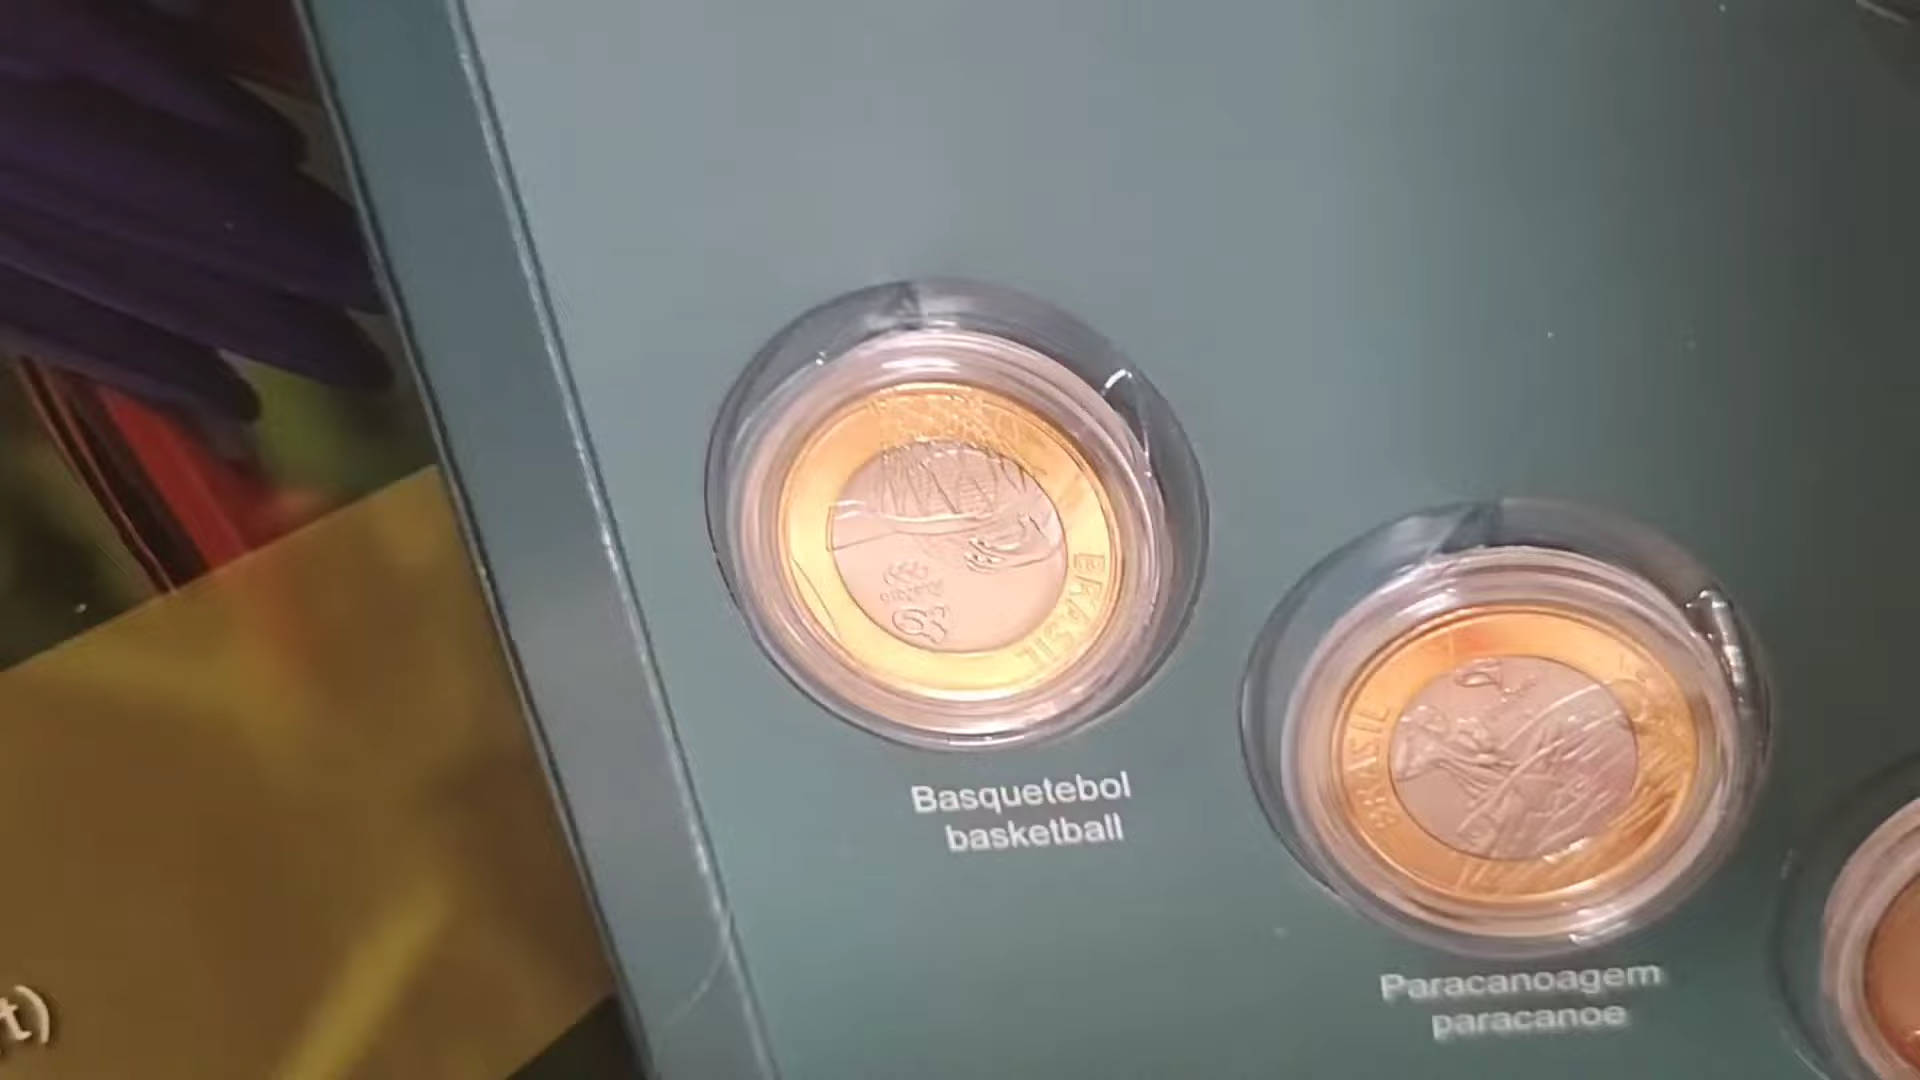 BRASIL
Basquetebol
basketball
BRASIL
Paracanoagem
paracanoe
t)